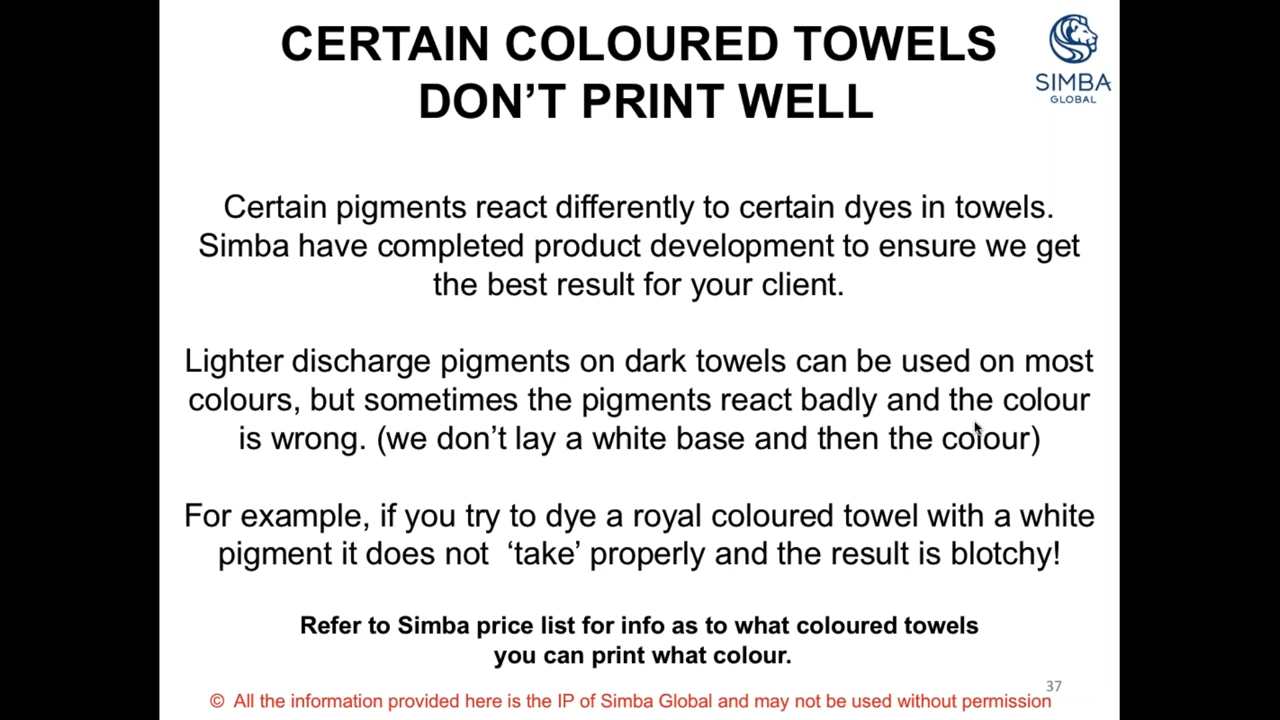 CERTAIN COLOURED TOWELS
DON’T PRINT WELL
SIMBA
GLOBAL
Certain pigments react differently to certain dyes in towels.
Simba have completed product development to ensure we get
the best result for your client.
Lighter discharge pigments on dark towels can be used on most
colours, but sometimes the pigments react badly and the colour
is wrong. (we don’t lay a white base and then the colour)
For example, if you try to dye a royal coloured towel with a white
pigment it does not  ‘take’ properly and the result is blotchy!
Refer to Simba price list for info as to what coloured towels
you can print what colour.
37
© All the information provided here is the IP of Simba Global and may not be used without permission